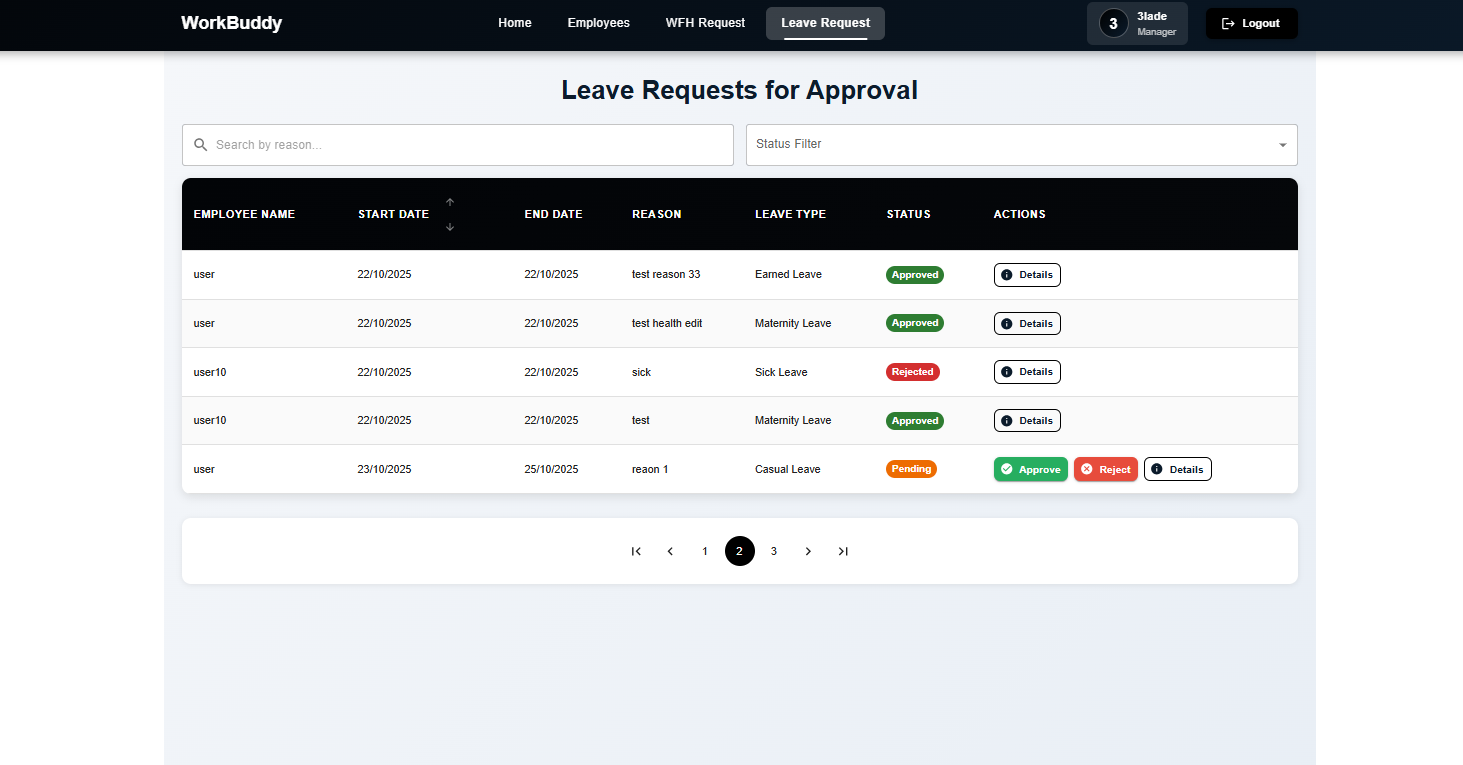 WorkBuddy Home Employees WFH Request Leave Request 3 3lade Logout
Manager
Leave Requests for Approval
Search by reason... Status Filter
EMPLOYEE NAME START DATE END DATE REASON LEAVE TYPE STATUS ACTIONS
user 22/10/2025 22/10/2025 test reason 33 Earned Leave Approved Details
user 22/10/2025 22/10/2025 test health edit Maternity Leave Approved Details
user10 22/10/2025 22/10/2025 sick Sick Leave Rejected Details
user10 22/10/2025 22/10/2025 test Maternity Leave Approved Details
user 23/10/2025 25/10/2025 reaon 1 Casual Leave Pending Approve Reject Details
1 2 3